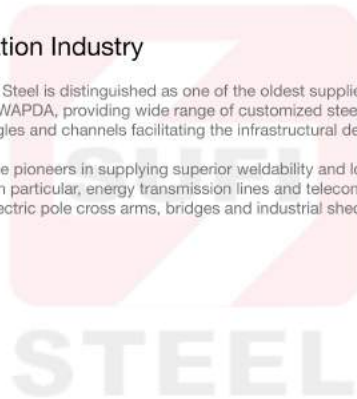 tion Industry
Steel is distinguished as one of the oldest supplie
WAPDA, providing wide range of customized stee
gles and channels facilitating the infrastructural de
e pioneers in supplying superior weldability and lo
n particular, energy transmission lines and telecon
ectric pole cross arms, bridges and industrial shed
SUFI
STEEL